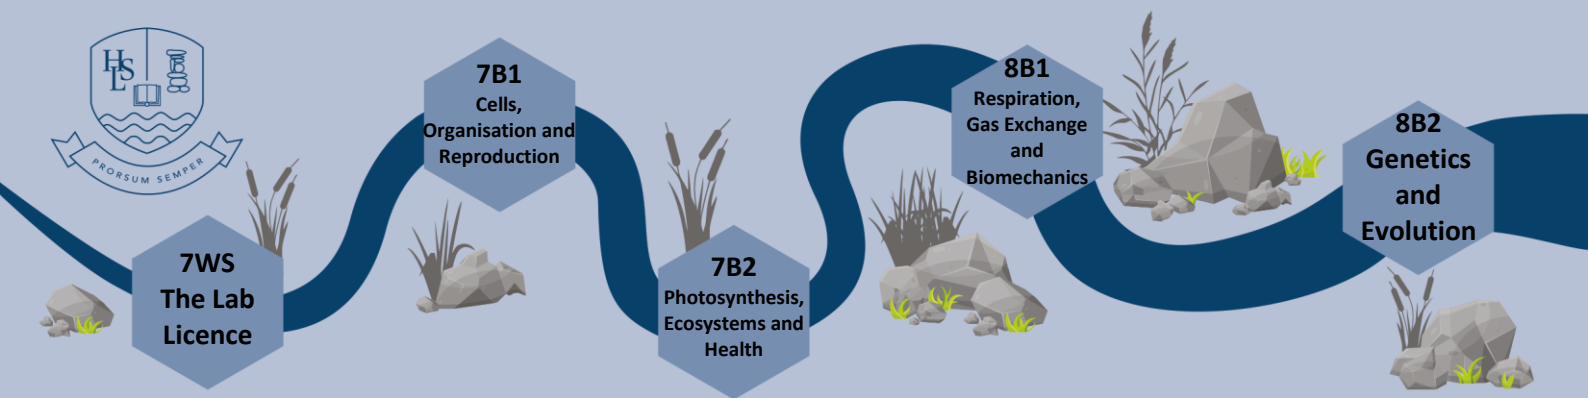 HLS
PRORSUM SEMPER
7WS
The Lab
Licence
7B1
Cells,
Organisation and
Reproduction
7B2
Photosynthesis,
Ecosystems and
Health
8B1
Respiration,
Gas Exchange
and
Biomechanics
8B2
Genetics
and
Evolution